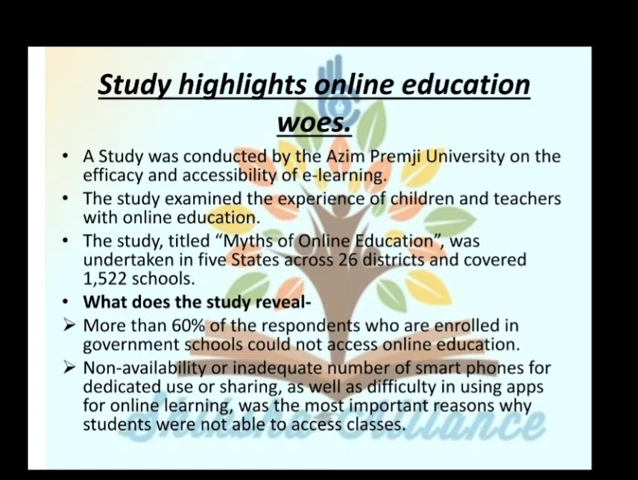 Study highlights online education
woes.
• A Study was conducted by the Azim Premji University on the
efficacy and accessibility of e-learning.
• The study examined the experience of children and teachers
with online education.
• The study, titled “Myths of Online Education”, was
undertaken in five States across 26 districts and covered
1,522 schools.
• What does the study reveal-
➢ More than 60% of the respondents who are enrolled in
government schools could not access online education.
➢ Non-availability or inadequate number of smart phones for
dedicated use or sharing, as well as difficulty in using apps
for online learning, was the most important reasons why
students were not able to access classes.
Shiksha Alliance